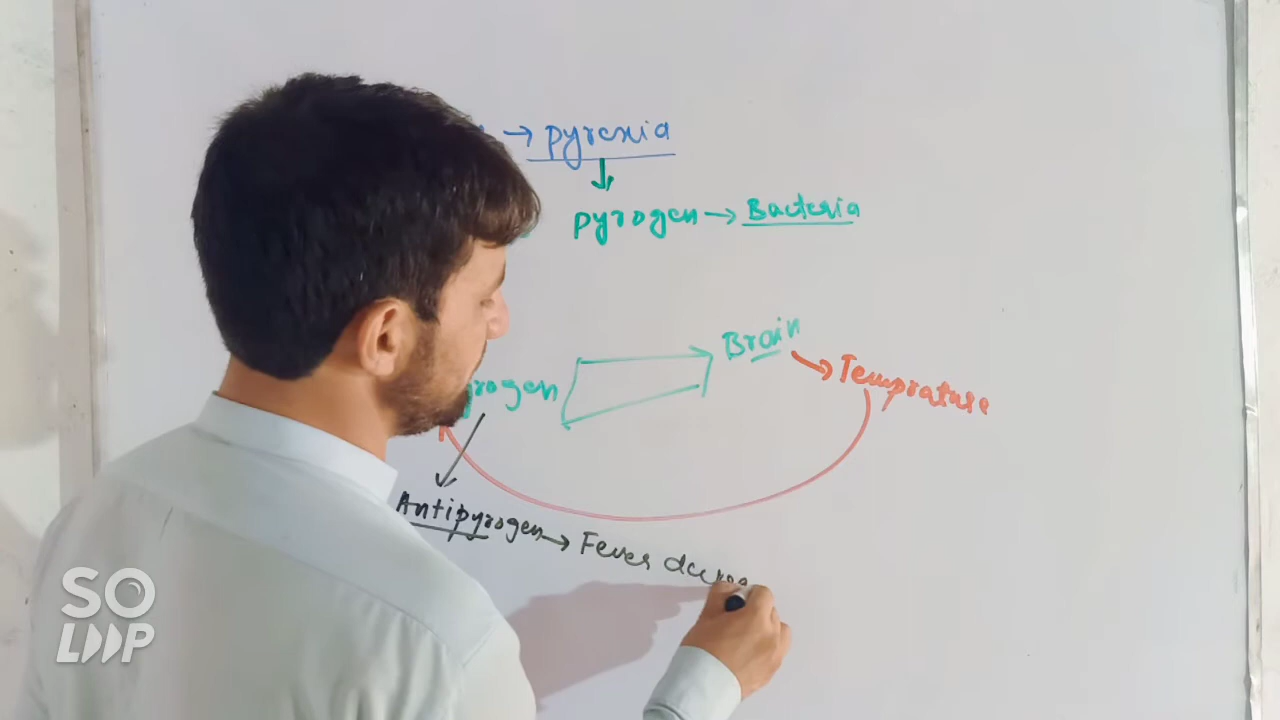 → pyrexia
↓
pyrogen → Bacteria
Brain
→ Temprature
rogen
Antipyrogen → Fever decrea
SO
LOOP